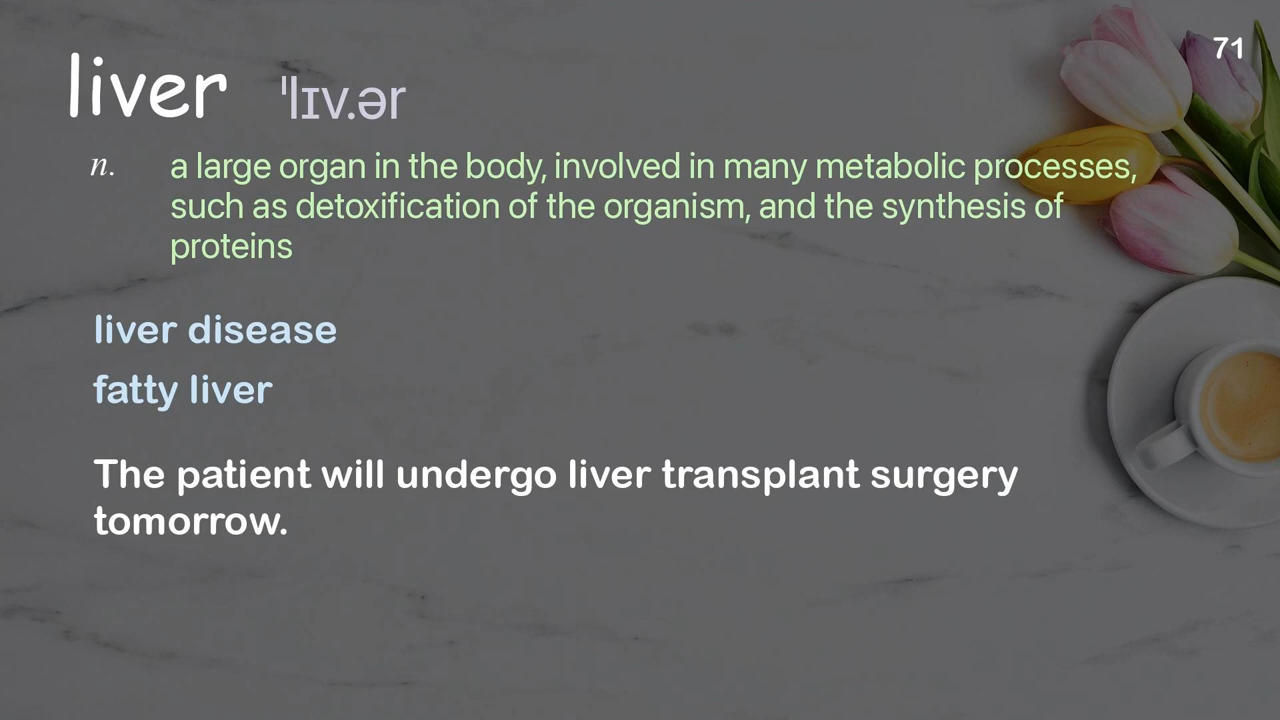 71
liver ˈlɪv.ər
n. a large organ in the body, involved in many metabolic processes,
such as detoxification of the organism, and the synthesis of
proteins
liver disease
fatty liver
The patient will undergo liver transplant surgery
tomorrow.